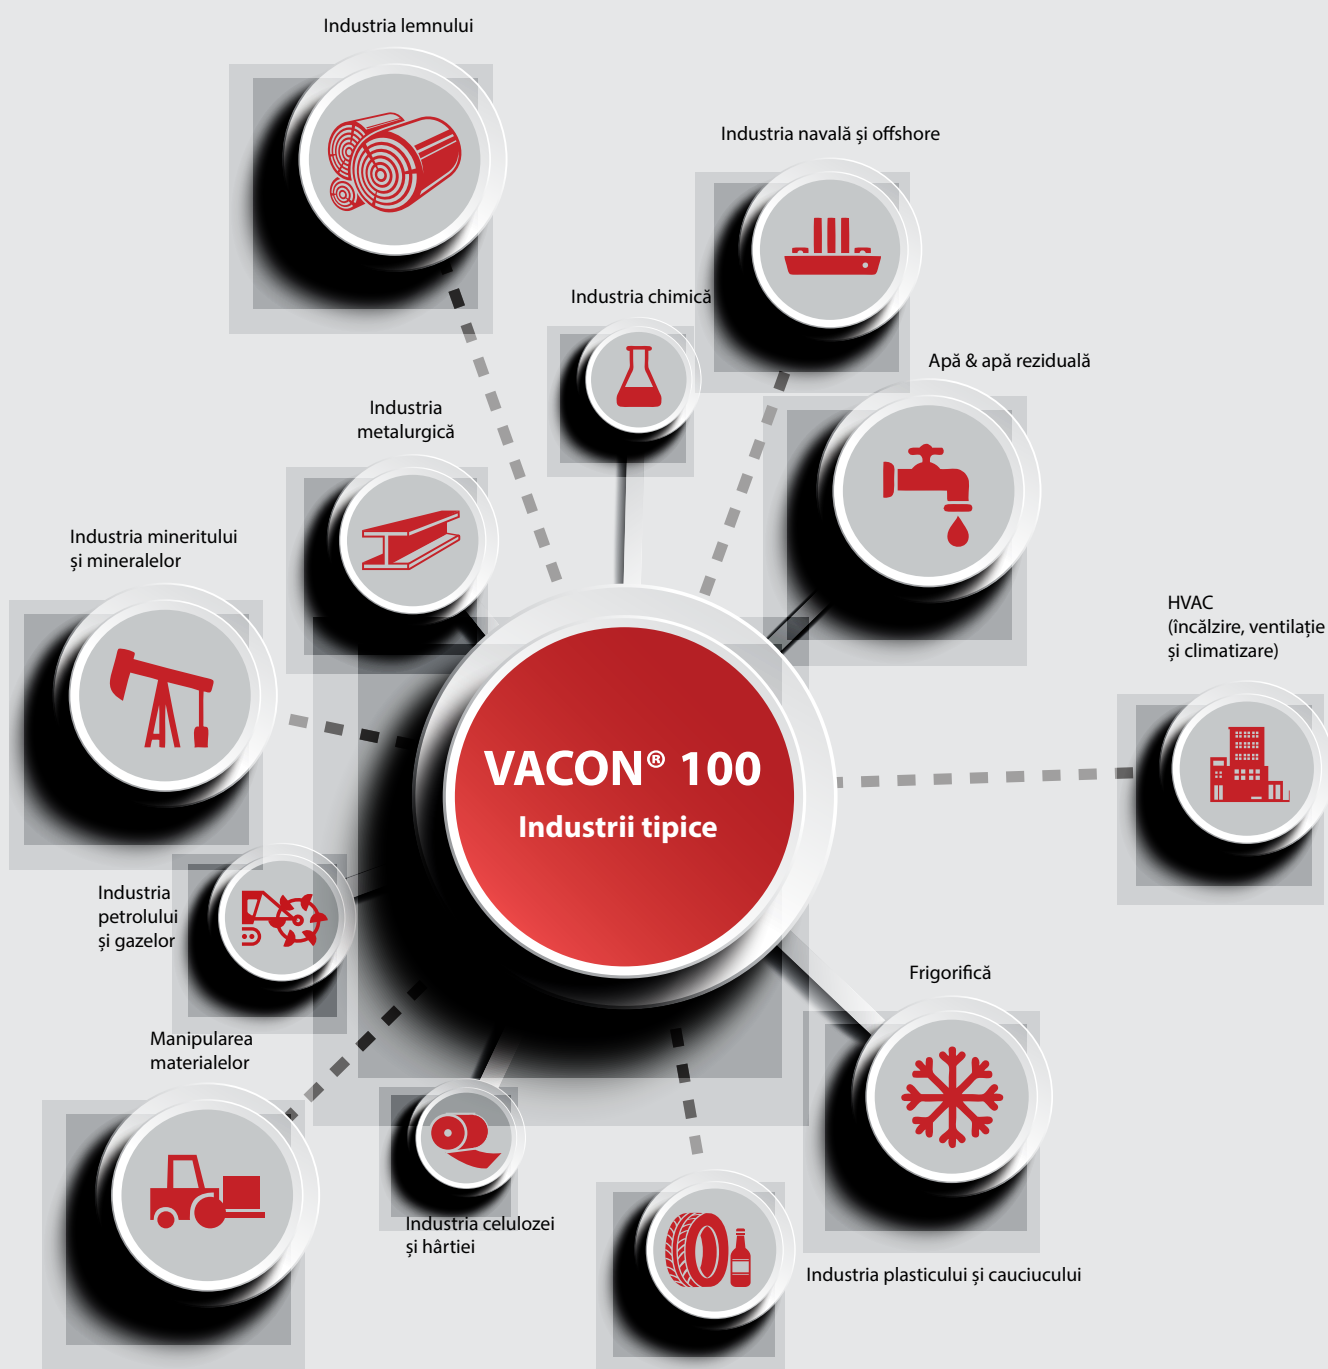 Industria lemnului
Industria navală și offshore
Industria chimică
Apă & apă reziduală
Industria
metalurgică
Industria mineritului
și mineralelor
HVAC
(încălzire, ventilație
și climatizare)
VACON® 100
Industrii tipice
Industria
petrolului
și gazelor
Frigorifică
Manipularea
materialelor
Industria celulozei
și hârtiei
Industria plasticului și cauciucului